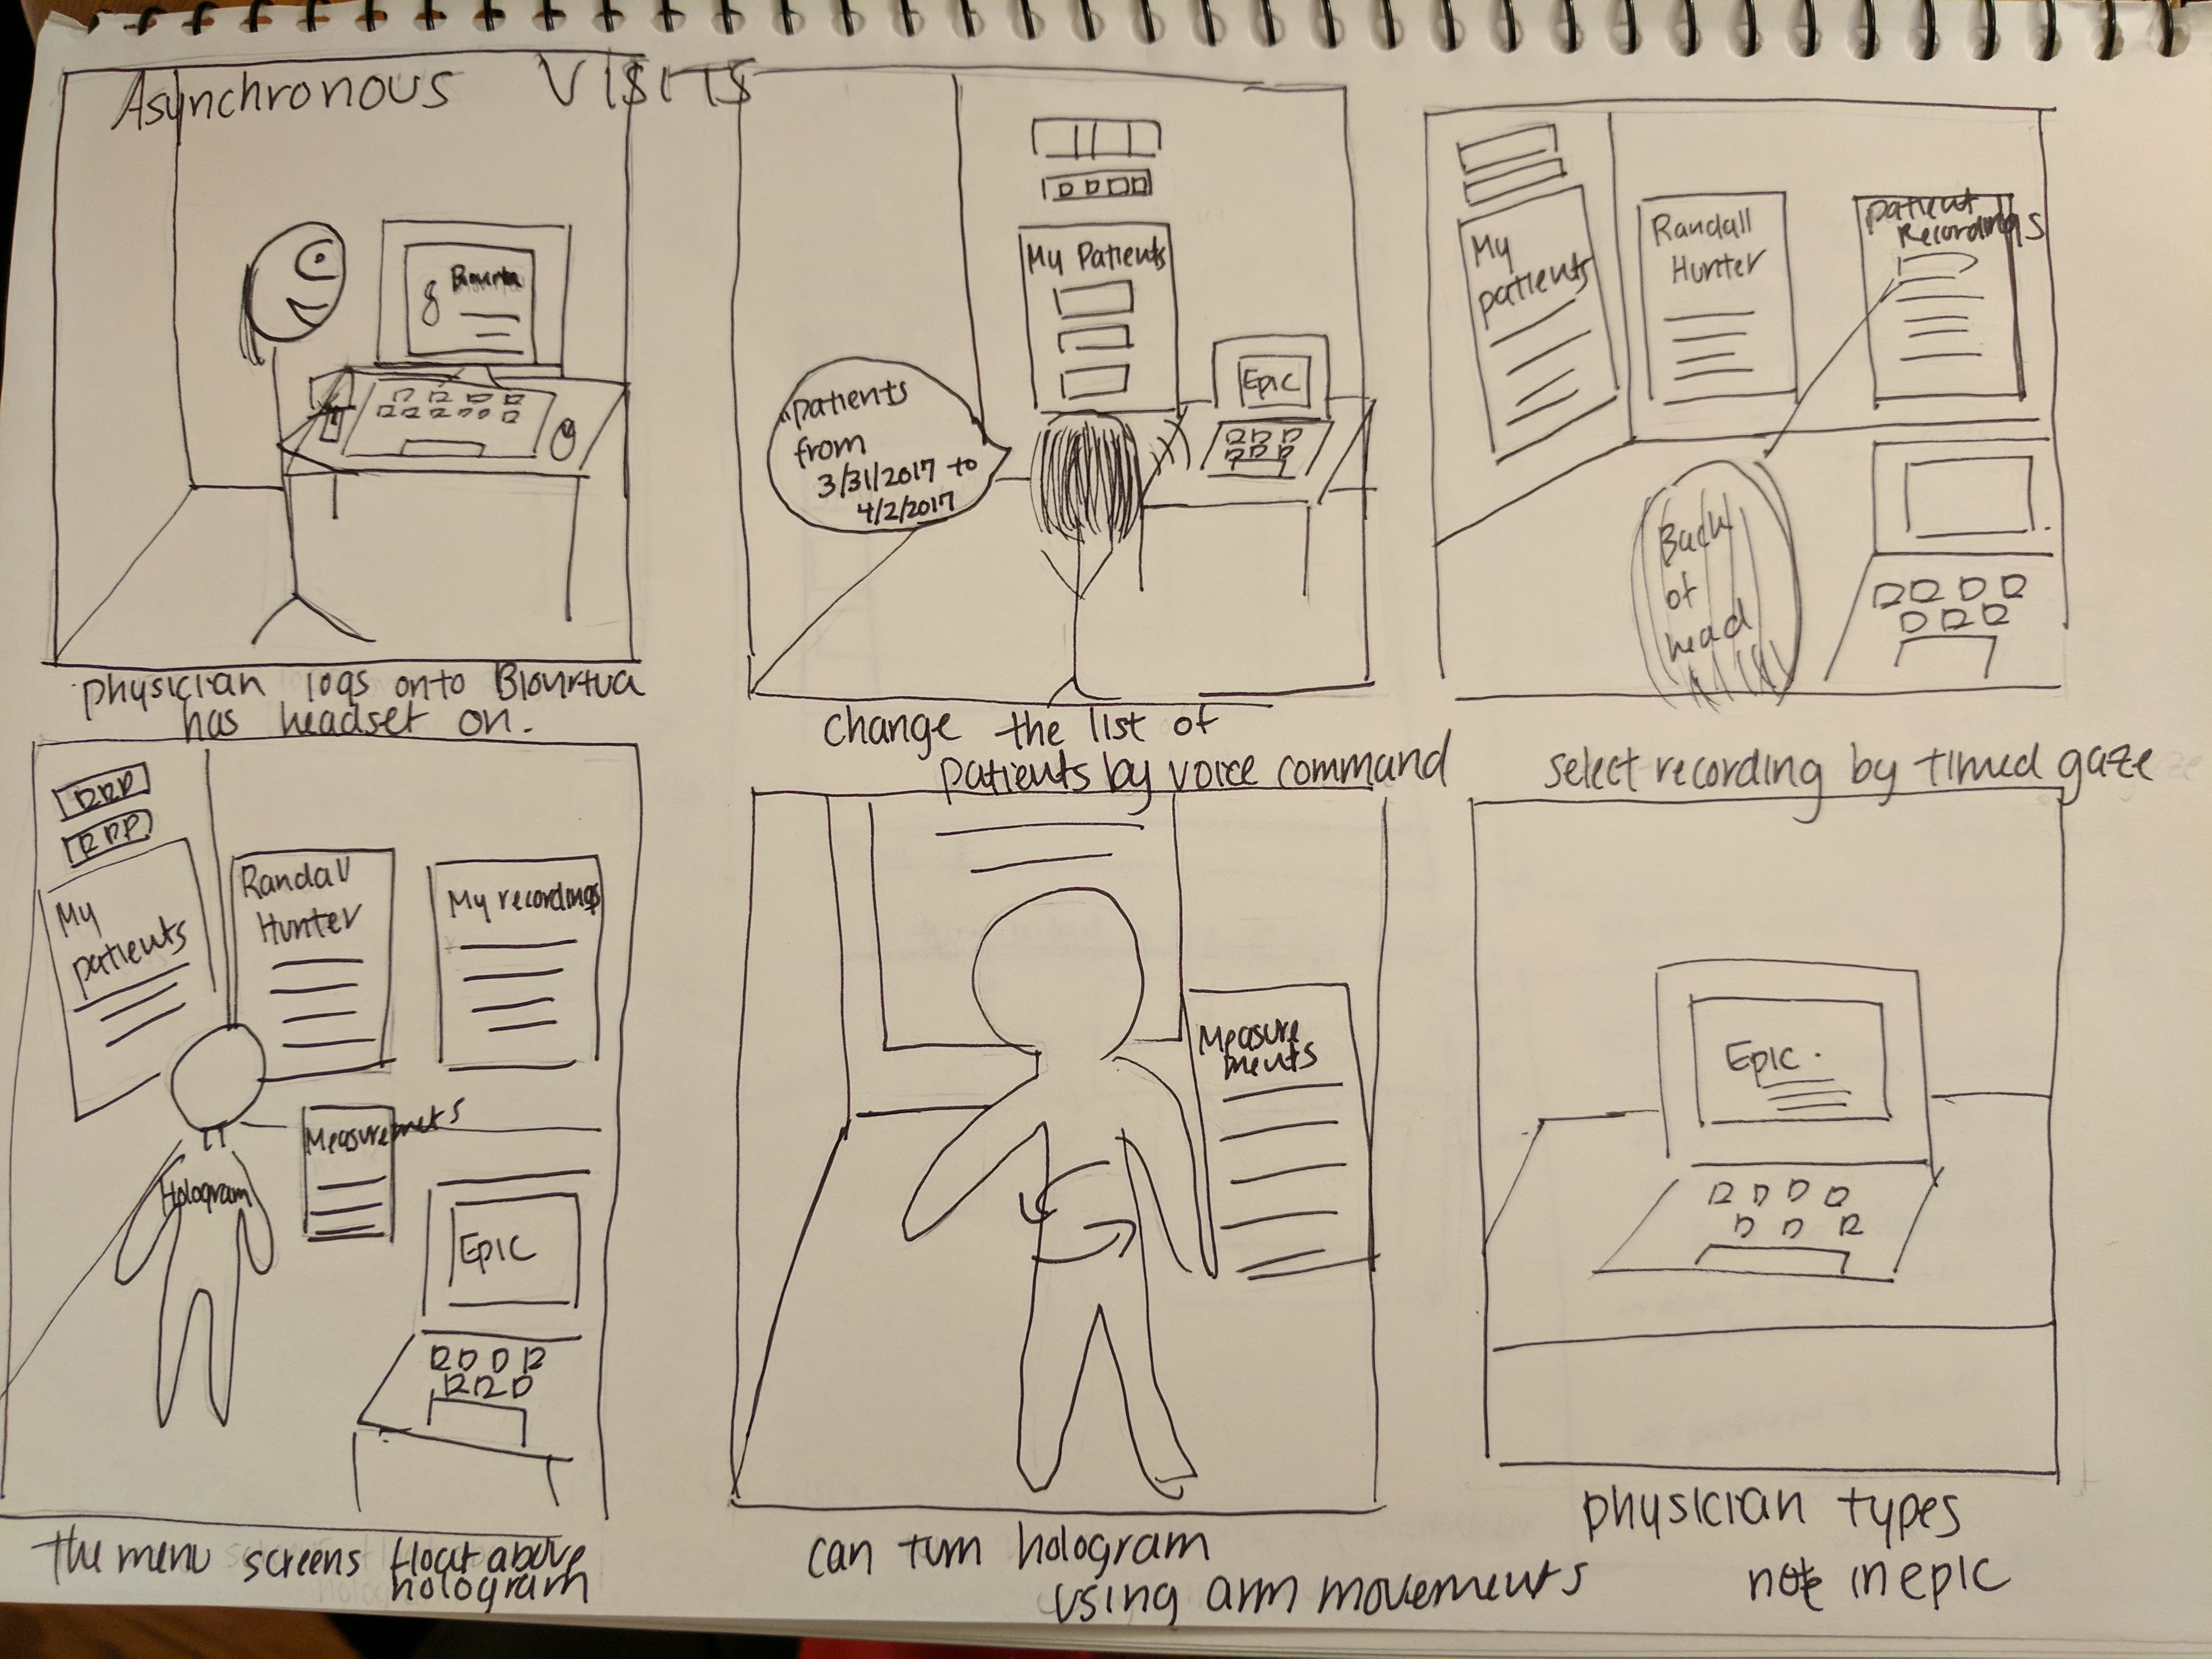 Asynchronous Visits
physician logs onto
has headset on.
My Patients
Epic
"patients
from
3/31/2017 to
4/2/2017
change the list of
patients by voice command
My
patients
Randall
Hunter
patient
Recordings
Back
of
head
select recording by timed gaze
My
patients
Randall
Hunter
My recordings
Measurements
Hologram
Epic
the menu screens float above
hologram
Measure
ments
can turn hologram
using arm movements
Epic.
physician types
note in epic